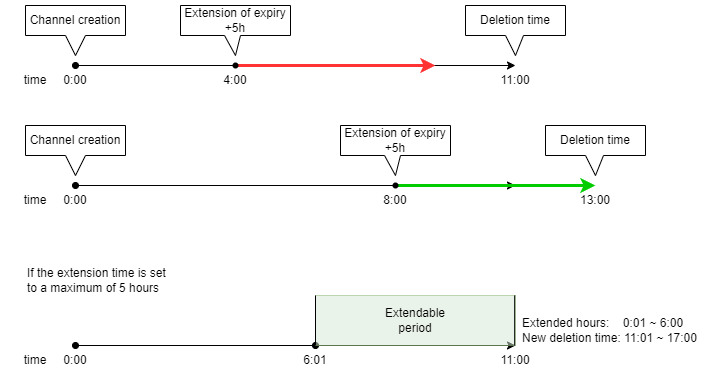 Channel creation
Extension of expiry
+5h
Deletion time
time 0:00 4:00 11:00
Channel creation
Extension of expiry
+5h
Deletion time
time 0:00 8:00 13:00
If the extension time is set
to a maximum of 5 hours
Extendable
period
Extended hours: 0:01 ~ 6:00
New deletion time: 11:01 ~ 17:00
time 0:00 6:01 11:00